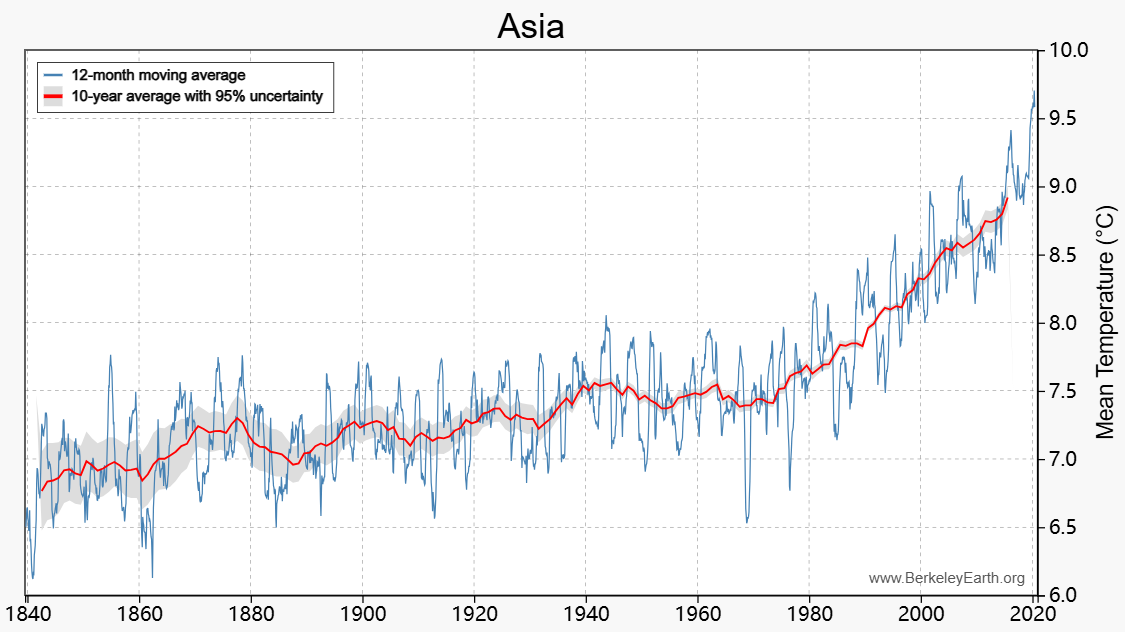 Asia
12-month moving average
10-year average with 95% uncertainty
10.0
9.5
9.0
8.5
8.0
7.5
7.0
6.5
6.0
Mean Temperature (°C)
www.BerkeleyEarth.org
1840 1860 1880 1900 1920 1940 1960 1980 2000 2020